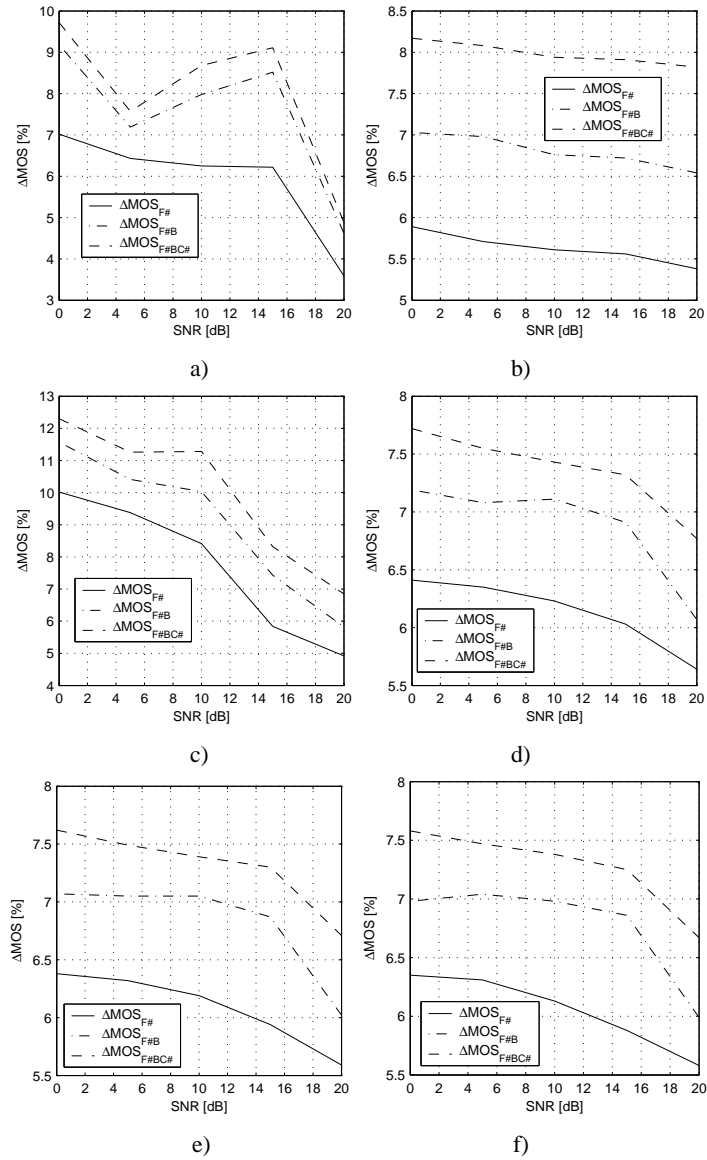 10
9
8
7
6
5
4
3
ΔMOS [%]
ΔMOS_F#
ΔMOS_F#B
ΔMOS_F#BC#
0 2 4 6 8 10 12 14 16 18 20
SNR [dB]
a)
8.5
8
7.5
7
6.5
6
5.5
5
ΔMOS [%]
ΔMOS_F#
ΔMOS_F#B
ΔMOS_F#BC#
0 2 4 6 8 10 12 14 16 18 20
SNR [dB]
b)
13
12
11
10
9
8
7
6
5
4
ΔMOS [%]
ΔMOS_F#
ΔMOS_F#B
ΔMOS_F#BC#
0 2 4 6 8 10 12 14 16 18 20
SNR [dB]
c)
8
7.5
7
6.5
6
5.5
ΔMOS [%]
ΔMOS_F#
ΔMOS_F#B
ΔMOS_F#BC#
0 2 4 6 8 10 12 14 16 18 20
SNR [dB]
d)
8
7.5
7
6.5
6
5.5
ΔMOS [%]
ΔMOS_F#
ΔMOS_F#B
ΔMOS_F#BC#
0 2 4 6 8 10 12 14 16 18 20
SNR [dB]
e)
8
7.5
7
6.5
6
5.5
ΔMOS [%]
ΔMOS_F#
ΔMOS_F#B
ΔMOS_F#BC#
0 2 4 6 8 10 12 14 16 18 20
SNR [dB]
f)